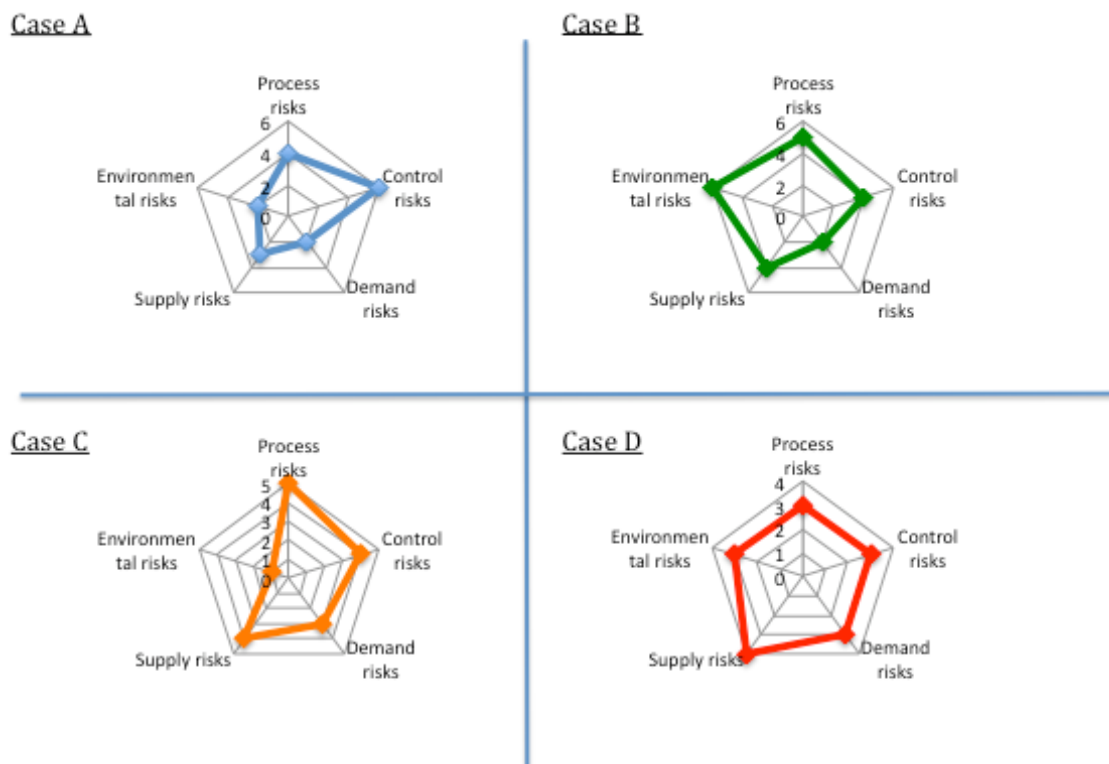 Case A
Process
risks
6
4
2
0
Environmen
tal risks
Control
risks
Supply risks
Demand
risks
Case B
Process
risks
6
4
2
0
Environmen
tal risks
Control
risks
Supply risks
Demand
risks
Case C
Process
risks
5
4
3
2
1
0
Environmen
tal risks
Control
risks
Supply risks
Demand
risks
Case D
Process
risks
4
3
2
1
0
Environmen
tal risks
Control
risks
Supply risks
Demand
risks